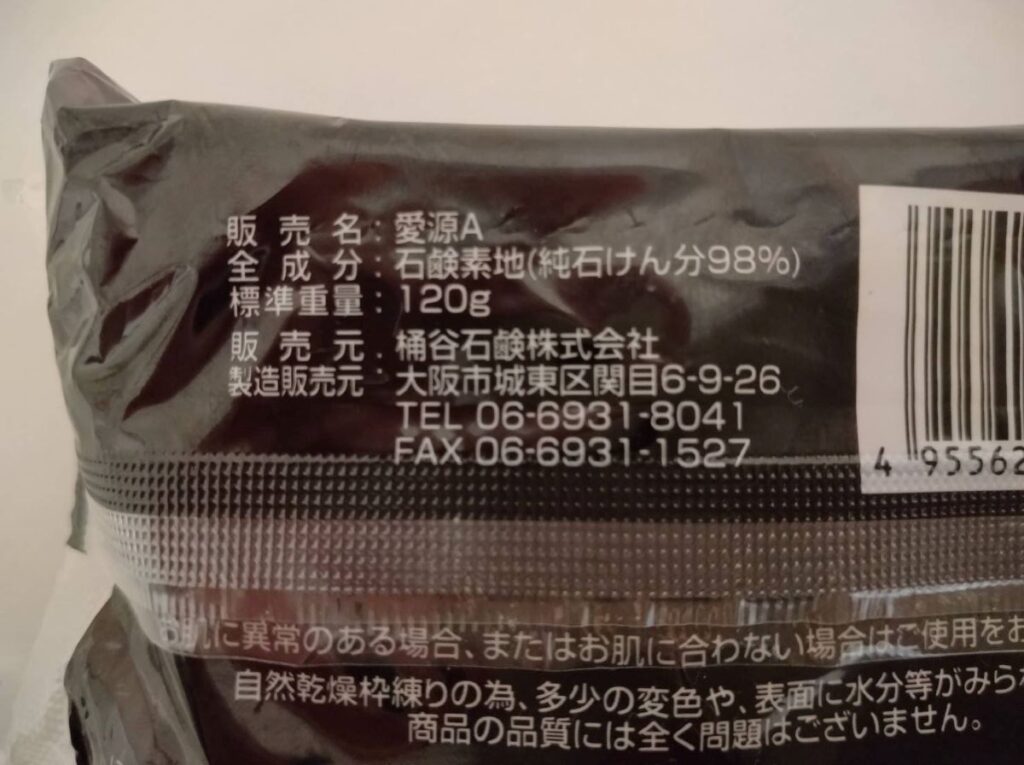 販売名：愛源A
全成分：石鹸素地(純石けん分98%)
標準重量：120g
販売元．桶谷石鹸株式会社
製造販売元：大阪市城東区関目6-9-26
TEL 06-6931-8041
FAX 06-6931-1527
4 95562
お肌に異常のある場合、またはお肌に合わない場合はご使用をお
自然乾燥枠練りの為、多少の変色や、表面に水分等がみられ
商品の品質には全く問題はございません。